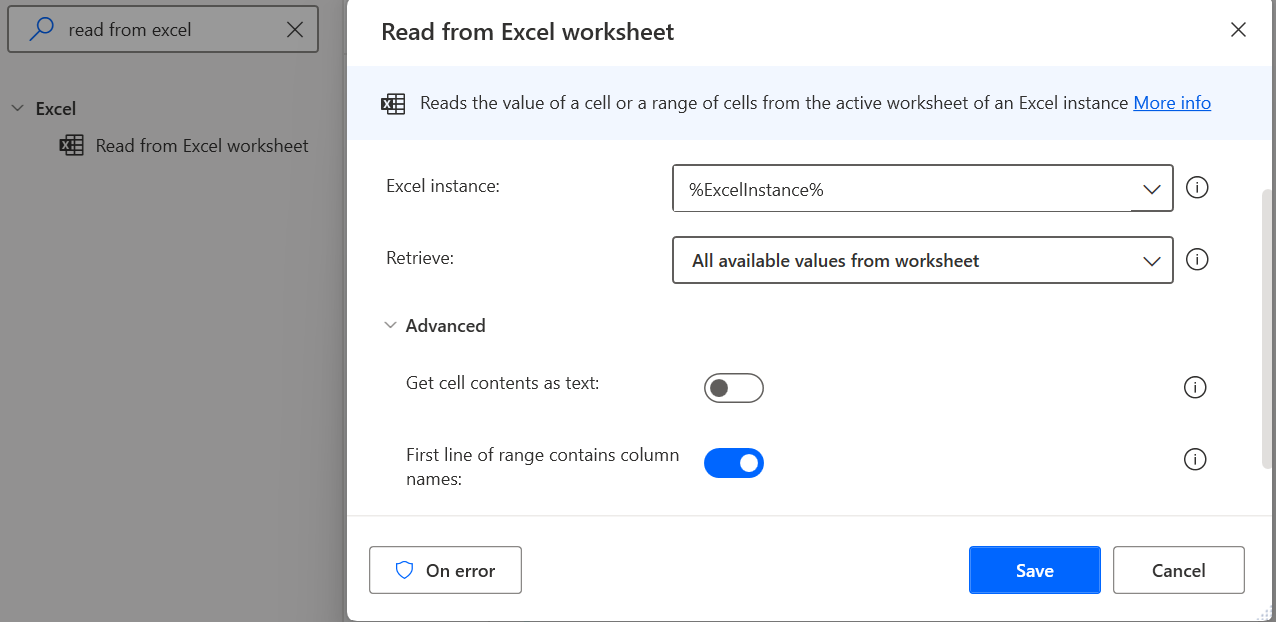 read from excel
Excel
Read from Excel worksheet
Read from Excel worksheet
Reads the value of a cell or a range of cells from the active worksheet of an Excel instance More info
Excel instance:
%ExcelInstance%
Retrieve:
All available values from worksheet
Advanced
Get cell contents as text:
First line of range contains column
names:
On error
Save
Cancel